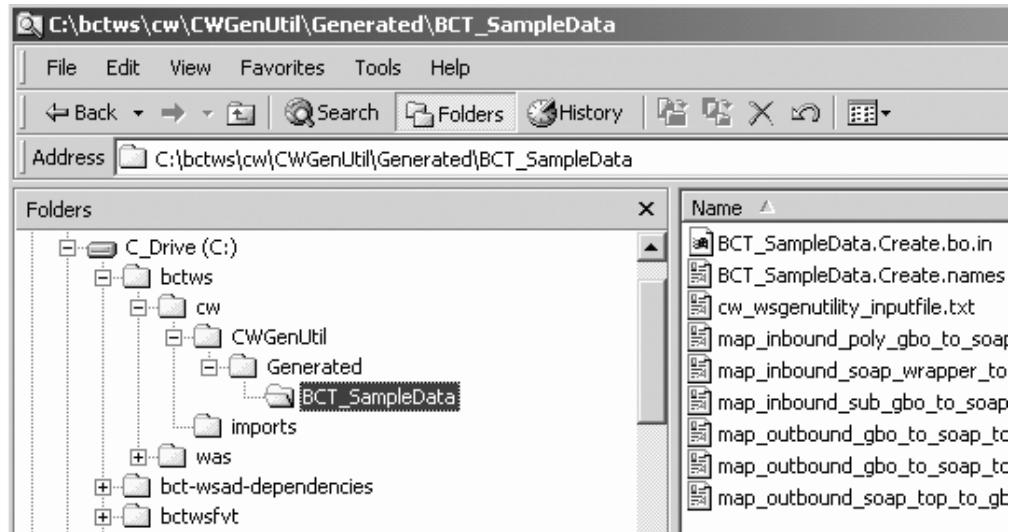 C:\bctws\cw\CWGenUtil\Generated\BCT_SampleData
File Edit View Favorites Tools Help
Back Search Folders History
Address C:\bctws\cw\CWGenUtil\Generated\BCT_SampleData
Folders
C_Drive (C:)
bctws
cw
CWGenUtil
Generated
BCT_SampleData
imports
was
bct-wsad-dependencies
bctwsfvt
Name
BCT_SampleData.Create.bo.in
BCT_SampleData.Create.names
cw_wsgenutility_inputfile.txt
map_inbound_poly_gbo_to_soap
map_inbound_soap_wrapper_to
map_inbound_sub_gbo_to_soap
map_outbound_gbo_to_soap_to
map_outbound_gbo_to_soap_to
map_outbound_soap_top_to_gb